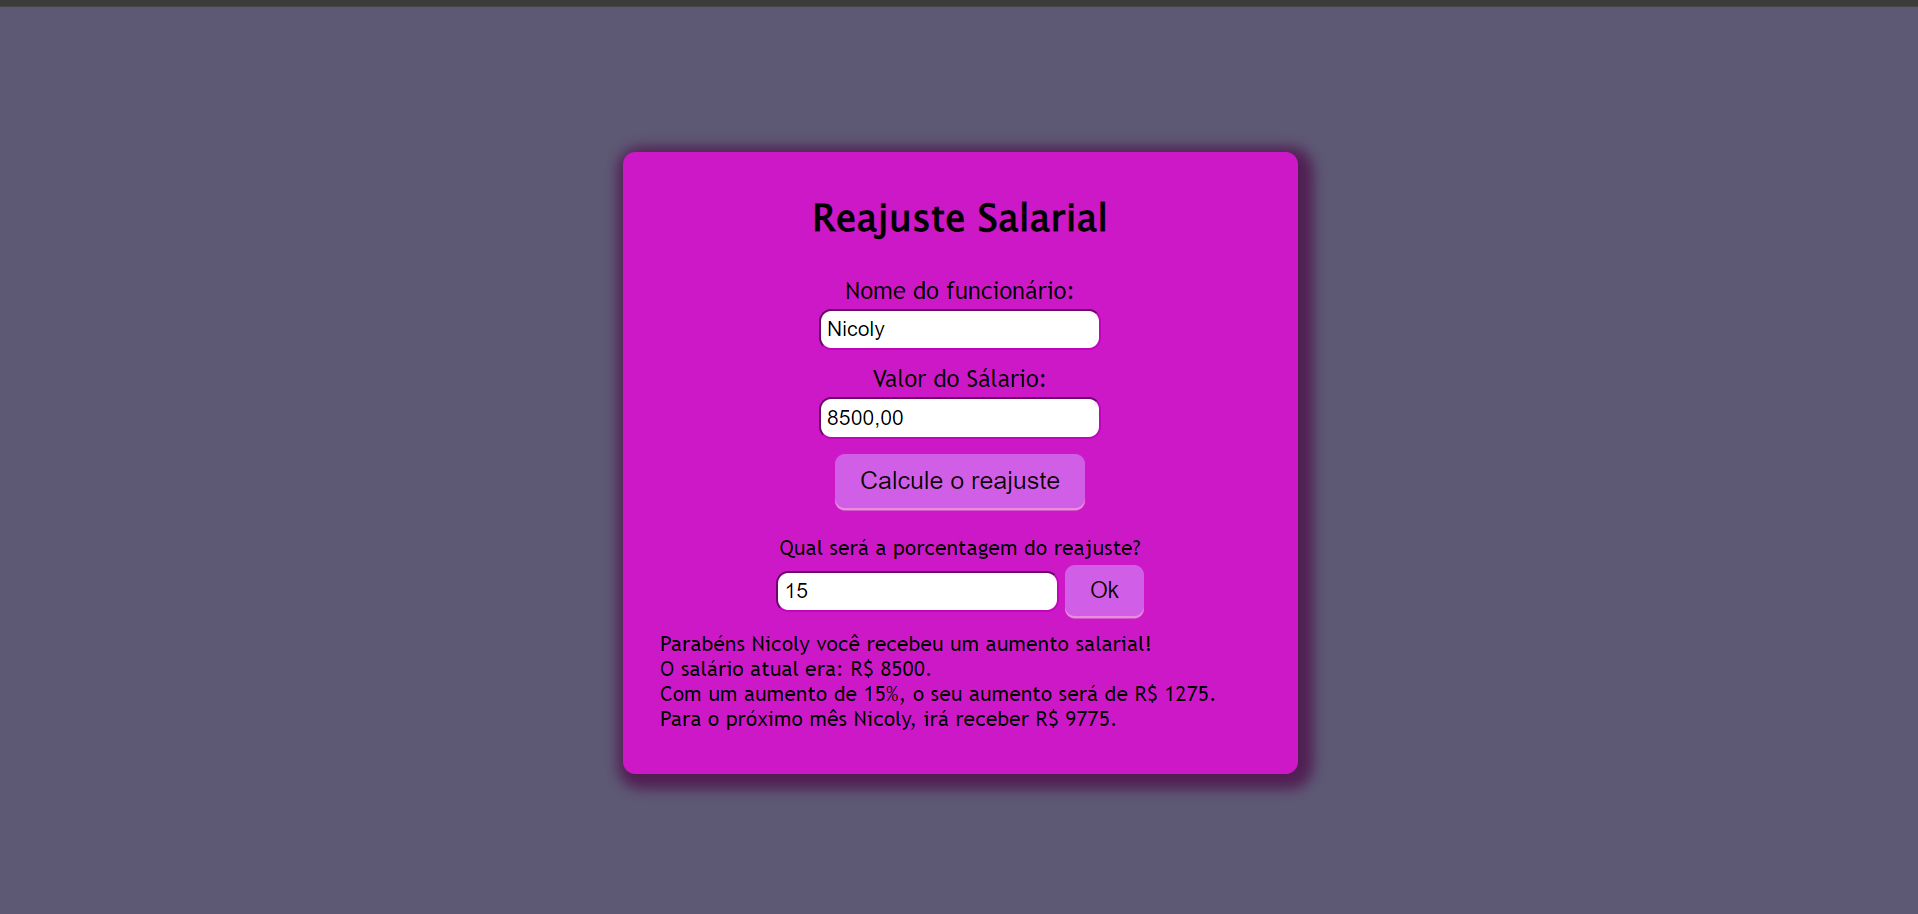 Reajuste Salarial
Nome do funcionário:
Nicoly
Valor do Sálario:
8500,00
Calcule o reajuste
Qual será a porcentagem do reajuste?
15 Ok
Parabéns Nicoly você recebeu um aumento salarial!
O salário atual era: R$ 8500.
Com um aumento de 15%, o seu aumento será de R$ 1275.
Para o próximo mês Nicoly, irá receber R$ 9775.